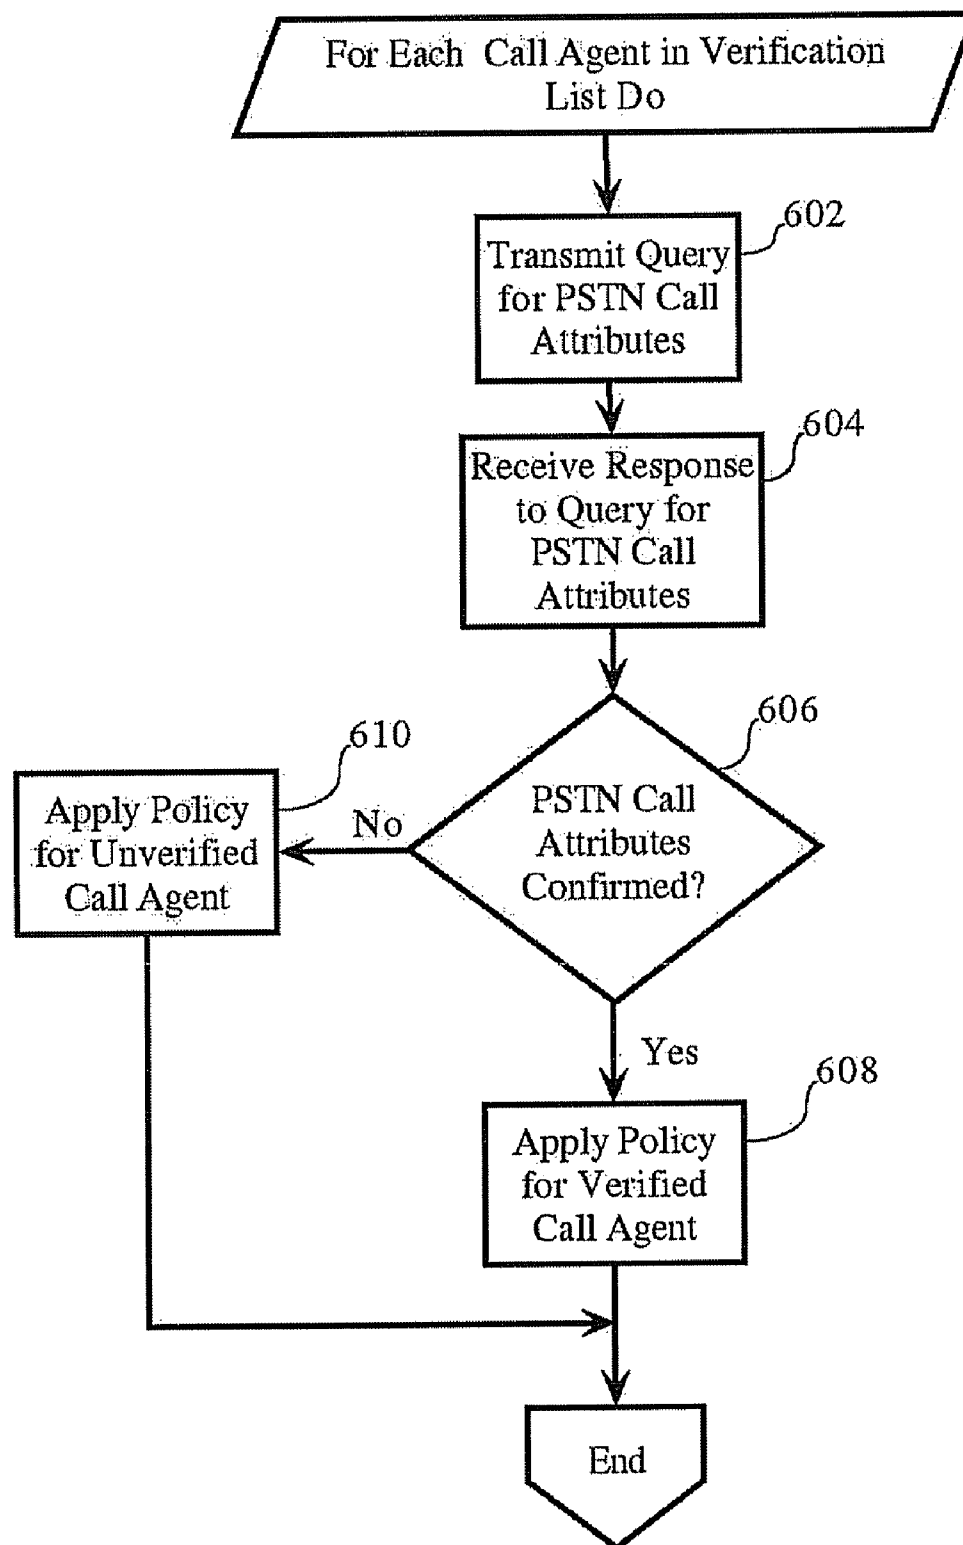 For Each Call Agent in Verification
List Do
602
Transmit Query
for PSTN Call
Attributes
604
Receive Response
to Query for
PSTN Call
Attributes
606
PSTN Call
Attributes
Confirmed?
No
610
Apply Policy
for Unverified
Call Agent
Yes
608
Apply Policy
for Verified
Call Agent
End